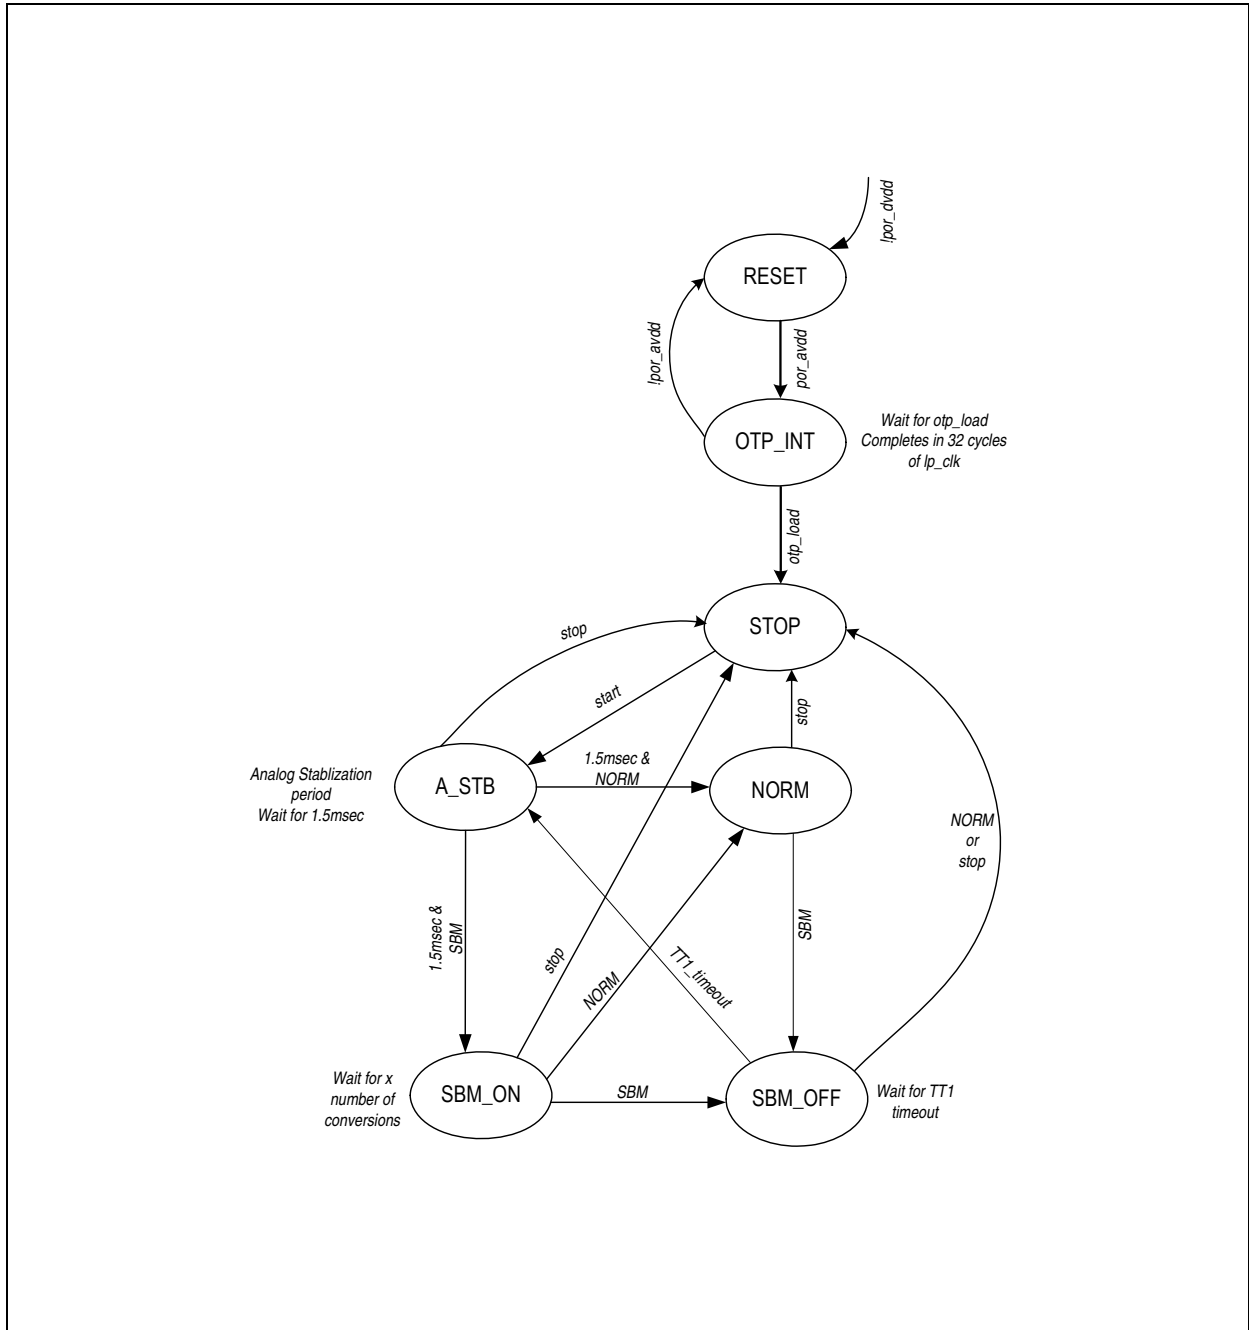 !por_dvdd
RESET
!por_avdd
por_avdd
OTP_INT
Wait for otp_load
Completes in 32 cycles
of lp_clk
otp_load
STOP
stop
start
stop
1.5msec &
NORM
Analog Stablization
period
Wait for 1.5msec
A_STB
NORM
NORM
or
stop
1.5msec &
SBM
SBM
stop
NORM
TT1_timeout
Wait for x
number of
conversions
SBM_ON
SBM
SBM_OFF
Wait for TT1
timeout